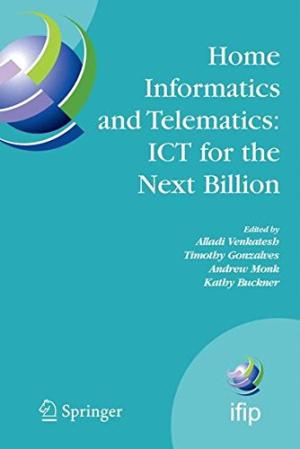 Home
Informatics
and Telematics:
ICT for the
Next Billion
Edited by
Alladi Venkatesh
Timothy Gonzalves
Andrew Monk
Kathy Buckner
Springer
ifip